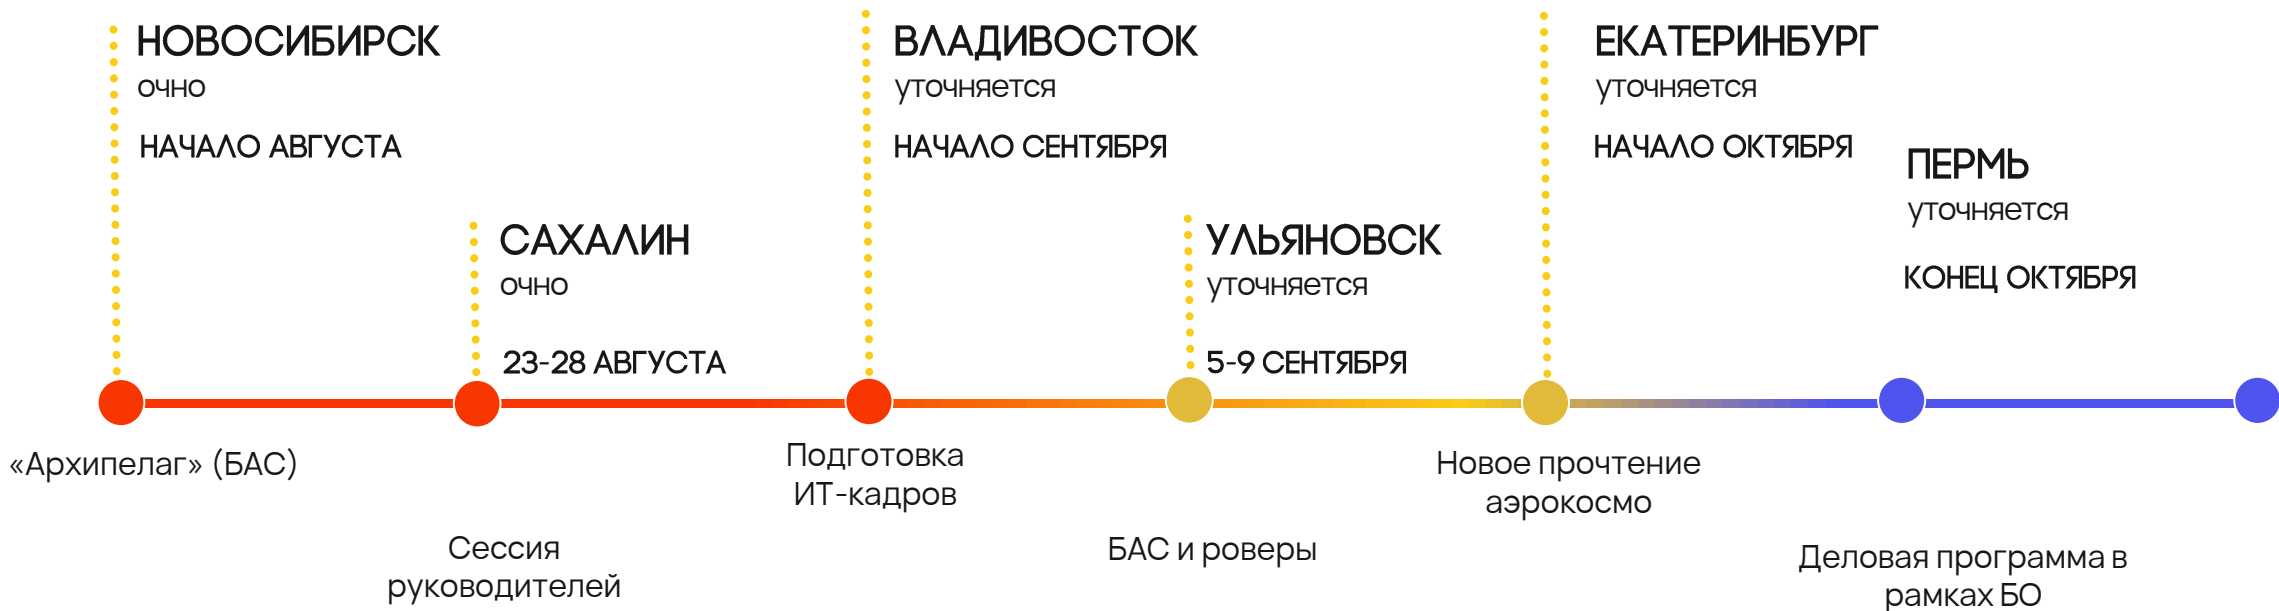 НОВОСИБИРСК
очно
НАЧАЛО АВГУСТА
«Архипелаг» (БАС)
САХАЛИН
очно
23-28 АВГУСТА
Сессия
руководителей
ВЛАДИВОСТОК
уточняется
НАЧАЛО СЕНТЯБРЯ
Подготовка
ИТ-кадров
УЛЬЯНОВСК
уточняется
5-9 СЕНТЯБРЯ
БАС и роверы
ЕКАТЕРИНБУРГ
уточняется
НАЧАЛО ОКТЯБРЯ
Новое прочтение
аэрокосмо
ПЕРМЬ
уточняется
КОНЕЦ ОКТЯБРЯ
Деловая программа в
рамках БО